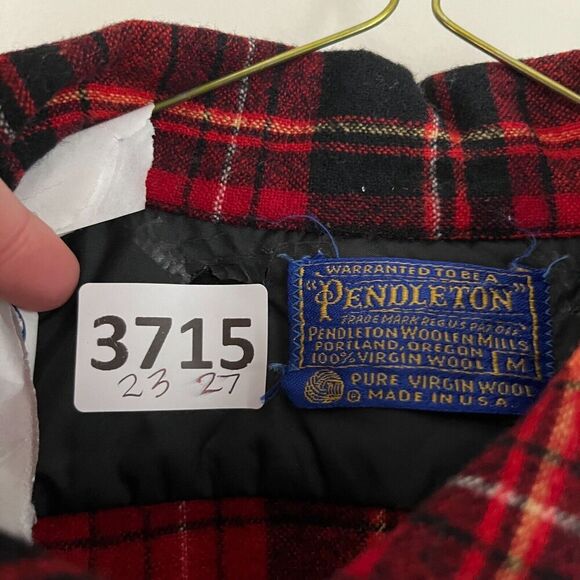 3715
23 27
WARRANTED TO BE A
"PENDLETON"
TRADE MARK REG US PAT OFF
PENDLETON WOOLEN MILLS
PORTLAND, OREGON
100% VIRGIN WOOL M
PURE VIRGIN WOOL
© MADE IN U.S.A.